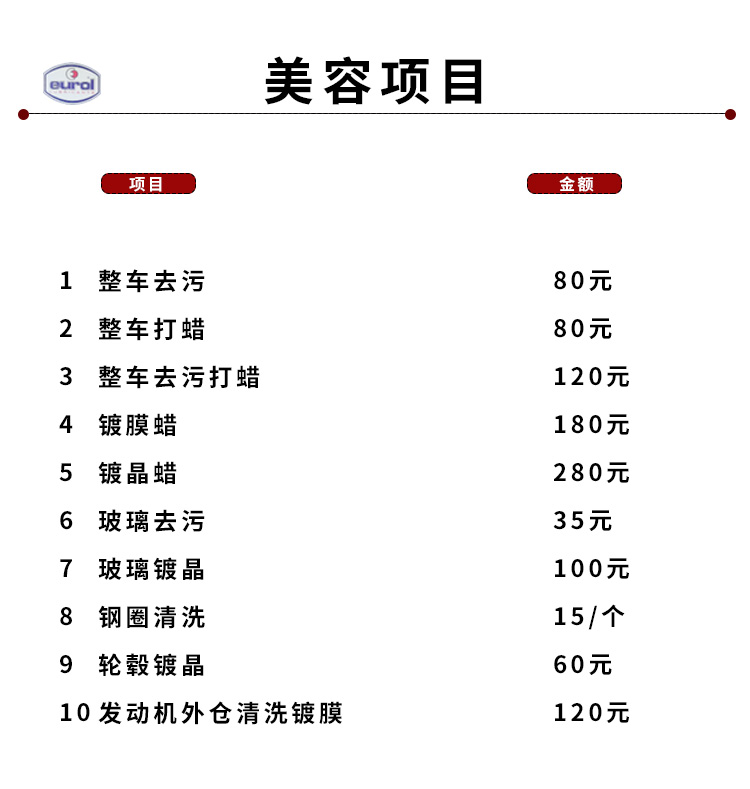 eurol
美容项目
项目 金额
1 整车去污 80元
2 整车打蜡 80元
3 整车去污打蜡 120元
4 镀膜蜡 180元
5 镀晶蜡 280元
6 玻璃去污 35元
7 玻璃镀晶 100元
8 钢圈清洗 15/个
9 轮毂镀晶 60元
10 发动机外仓清洗镀膜 120元